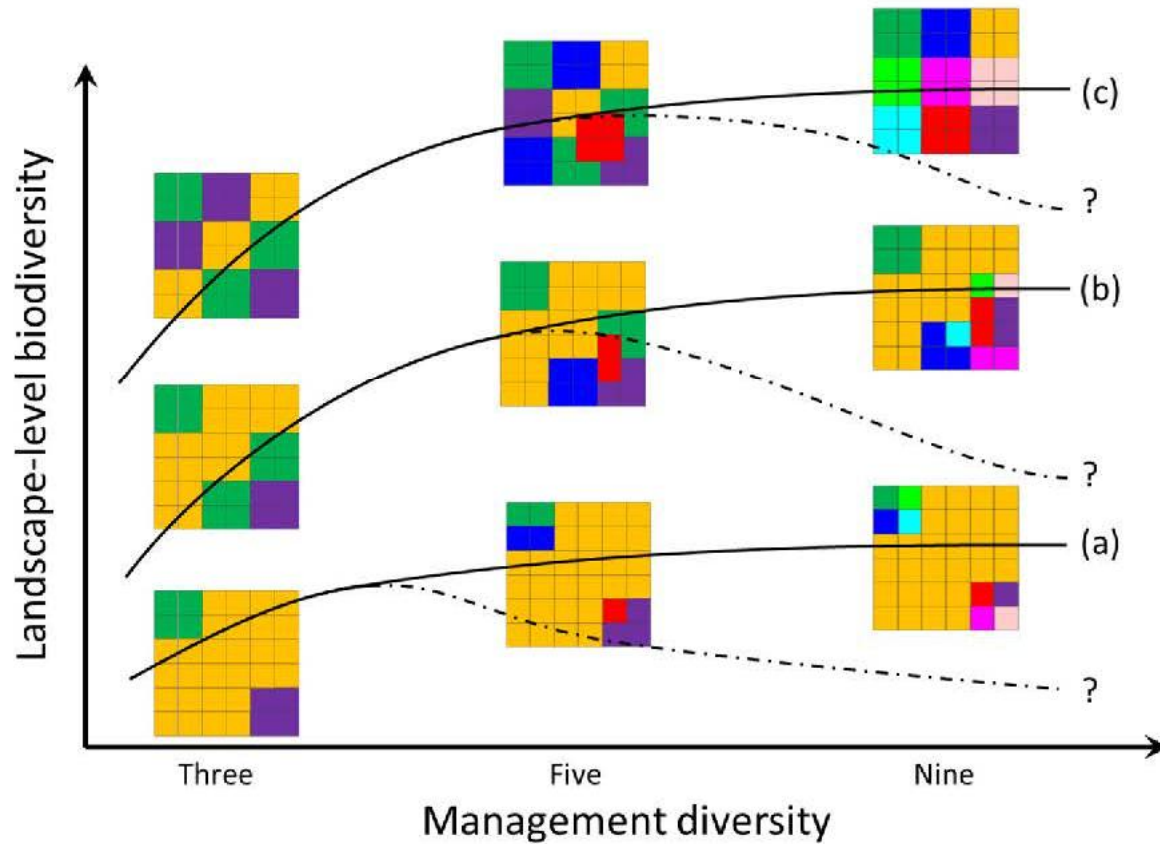 Landscape-level biodiversity
(c)
?
(b)
?
(a)
?
Three
Five
Nine
Management diversity